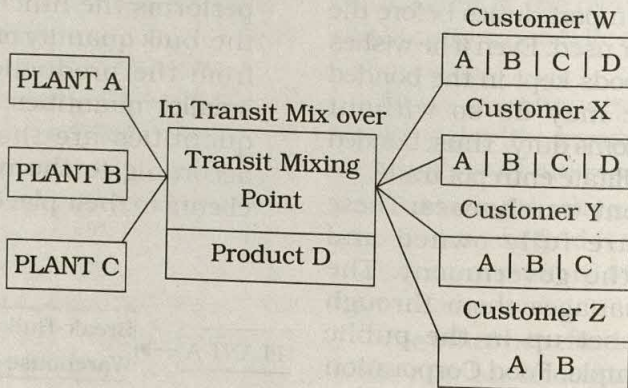 PLANT A
PLANT B
PLANT C
In Transit Mix over
Transit Mixing
Point
Product D
Customer W
A | B | C | D
Customer X
A | B | C | D
Customer Y
A | B | C
Customer Z
A | B